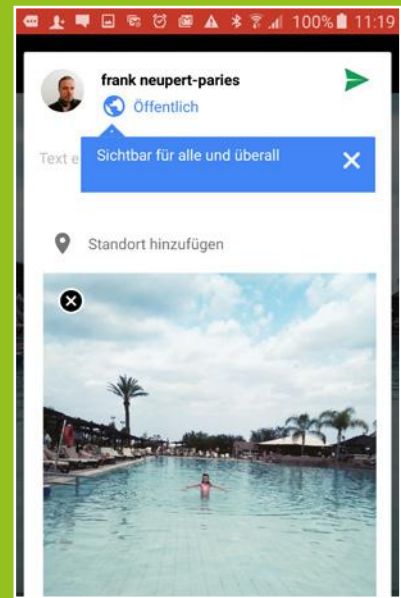 100% 11:19
frank neupert-paries
Öffentlich
Text e
Sichtbar für alle und überall
Standort hinzufügen